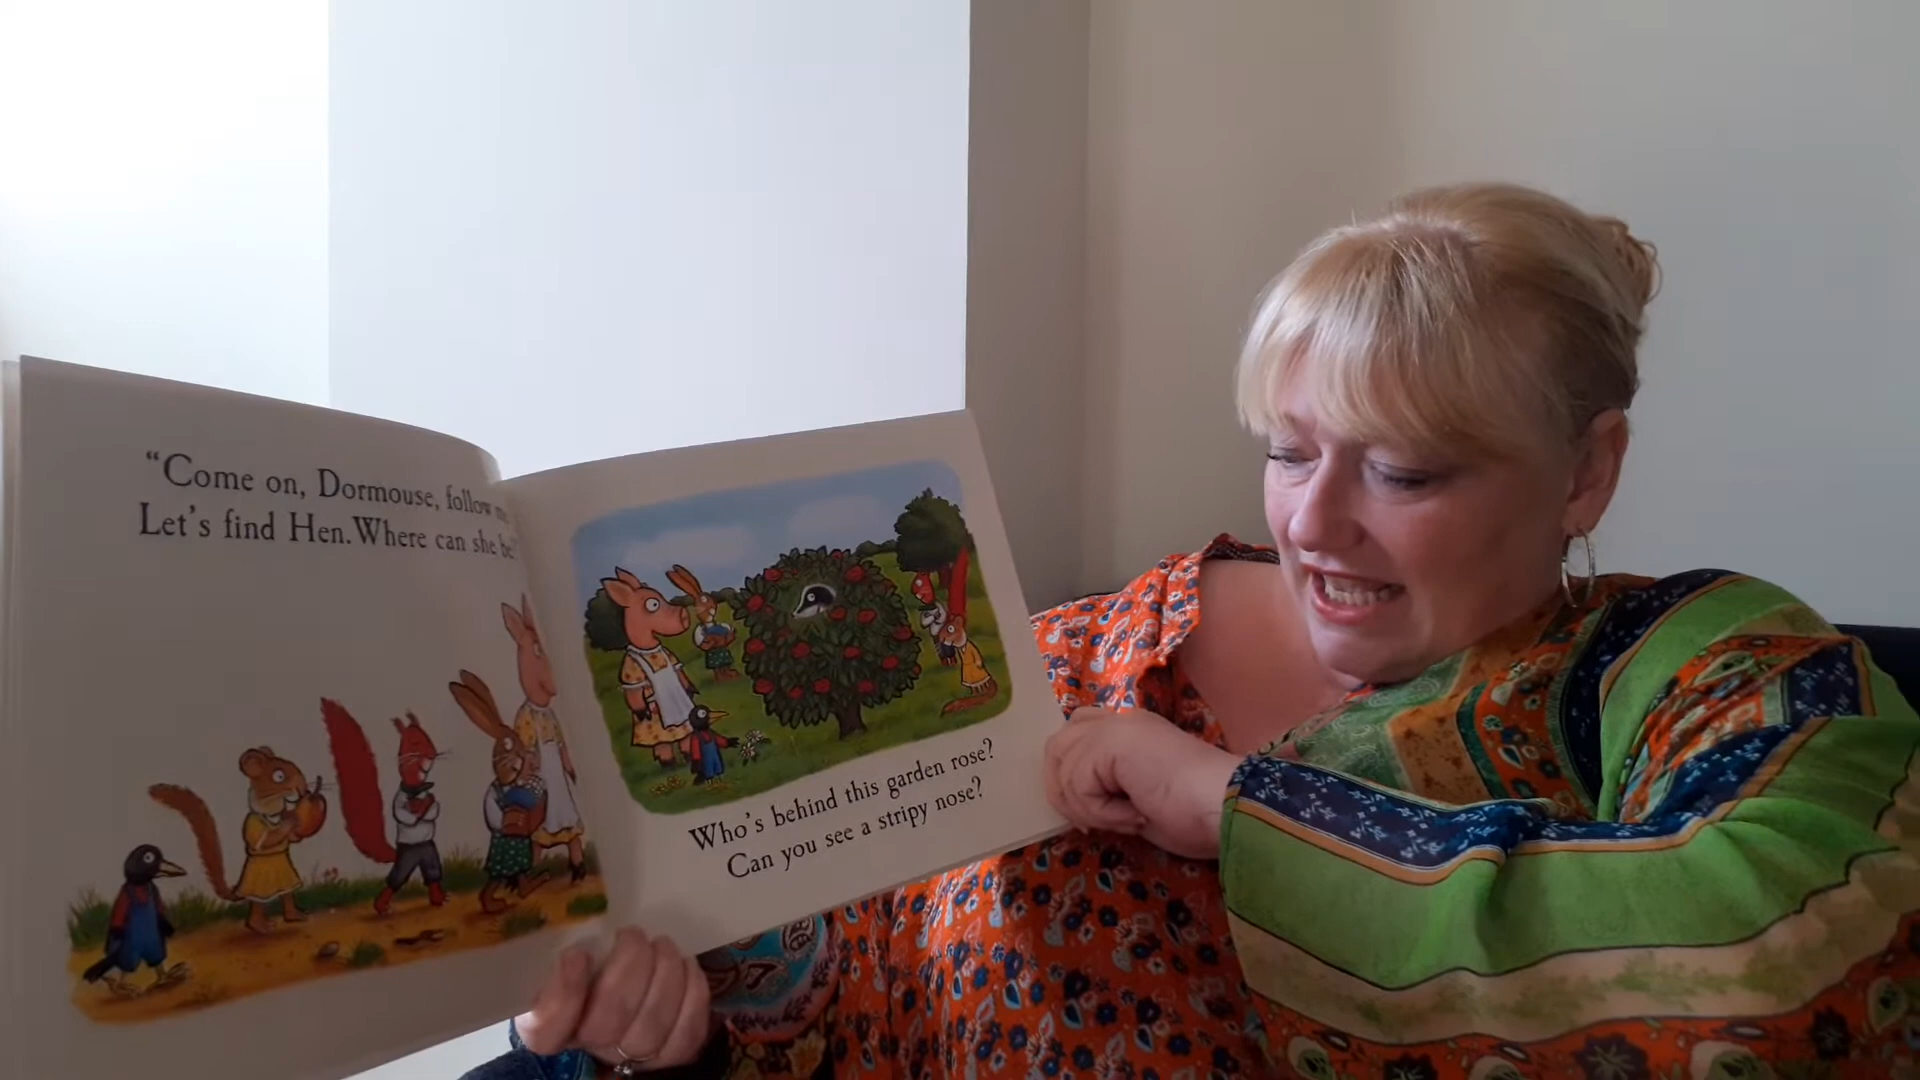 “Come on, Dormouse, follow me.
Let's find Hen. Where can she be?”
Who's behind this garden rose?
Can you see a stripy nose?